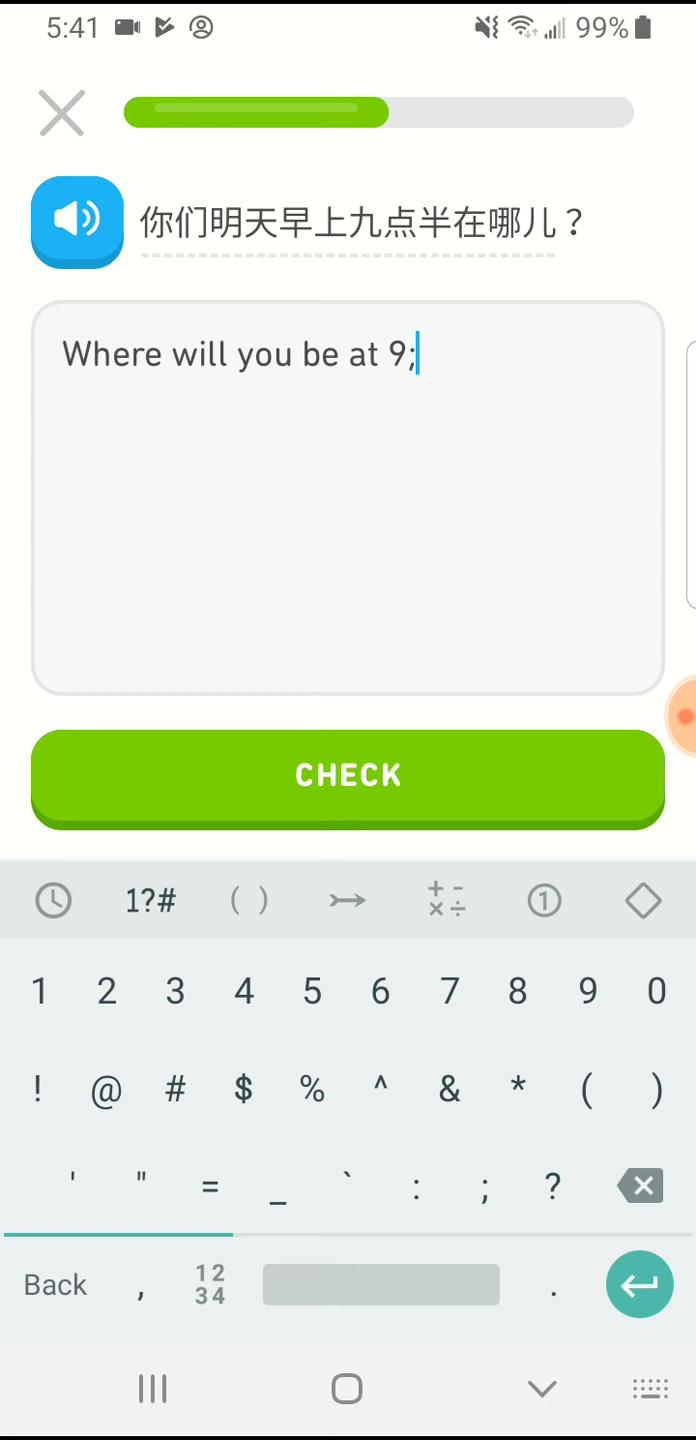 5:41 99%
你们明天早上九点半在哪儿？
Where will you be at 9;
CHECK
1?# ( ) + - × ÷ 1
1 2 3 4 5 6 7 8 9 0
! @ # $ % ^ & * ( )
' " = _ ` : ; ?
Back , 12 34 .